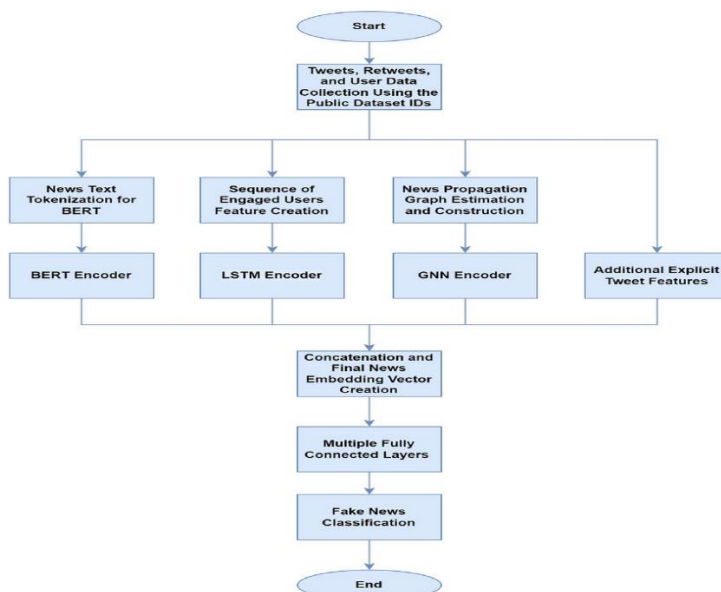 Start
Tweets, Retweets,
and User Data
Collection Using the
Public Dataset IDs
News Text
Tokenization for
BERT
Sequence of
Engaged Users
Feature Creation
News Propagation
Graph Estimation
and Construction
BERT Encoder
LSTM Encoder
GNN Encoder
Additional Explicit
Tweet Features
Concatenation and
Final News
Embedding Vector
Creation
Multiple Fully
Connected Layers
Fake News
Classification
End